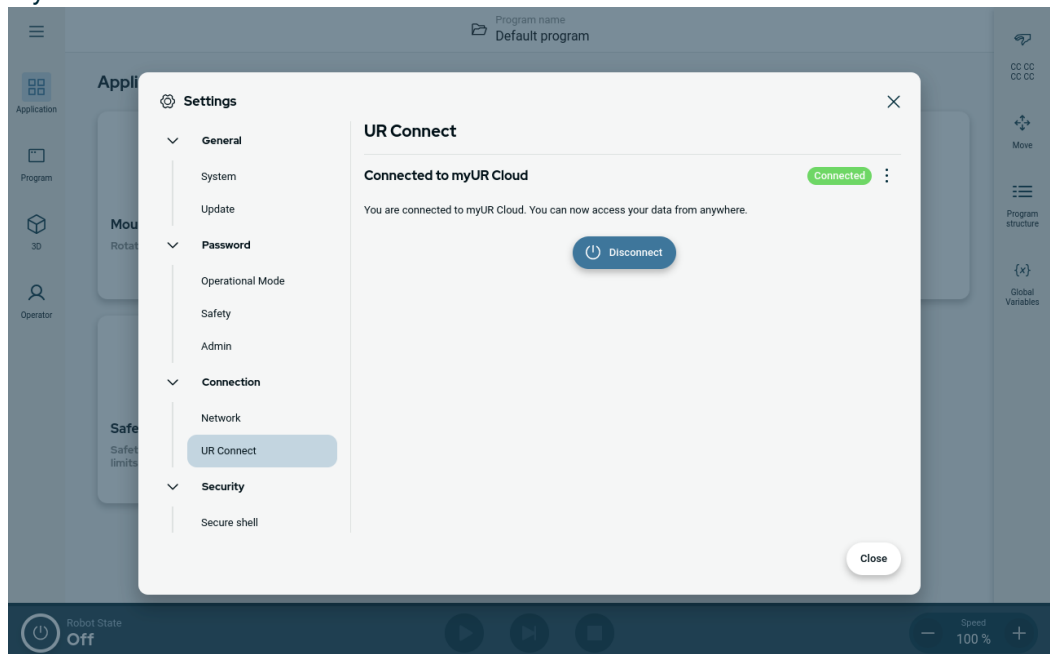 Program name
Default program
Application
Program
3D
Operator
Appli
Mou
Rotat
Safe
Safet
limits
Settings
General
System
Update
Password
Operational Mode
Safety
Admin
Connection
Network
UR Connect
Security
Secure shell
UR Connect
Connected to myUR Cloud
Connected
You are connected to myUR Cloud. You can now access your data from anywhere.
Disconnect
Close
CC CC
CC CC
Move
Program
structure
{x}
Global
Variables
Robot State
Off
Speed
100 %